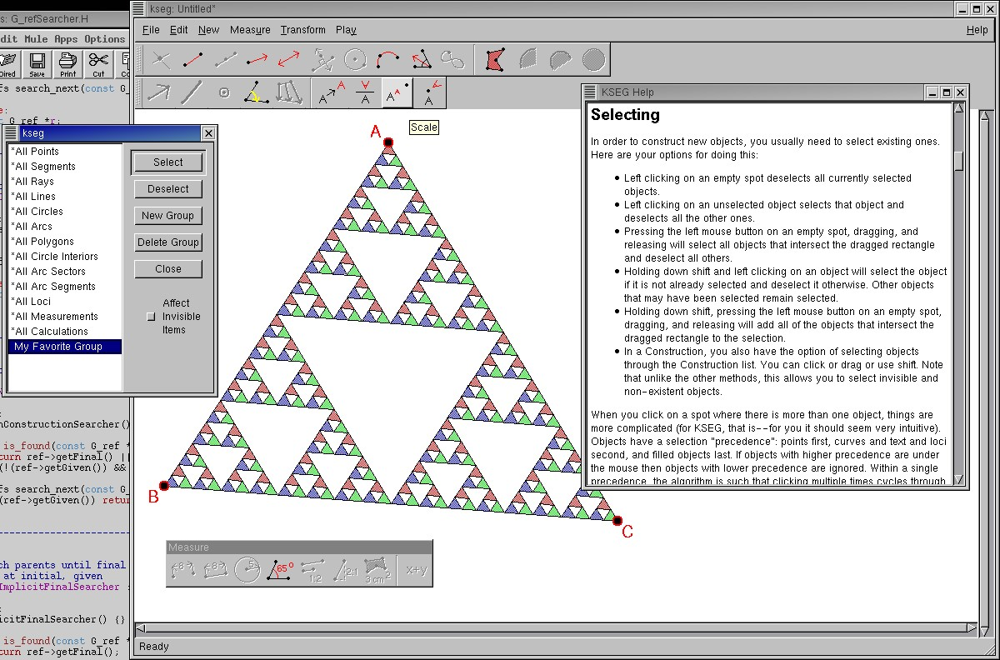 s: G_refSearcher.H
dit Mule Apps Options
Dired Save Print Cut
fs search_next(const G_
e:
G_ref *r;
nConstructionSearcher()
is_found(const G_ref *
turn ref->getFinal() ||
(!(ref->getGiven()) &&
fs search_next(const G_
(ref->getGiven()) retur
ch parents until final
at initial, given
ImplicitFinalSearcher :
icitFinalSearcher() {}
is_found(const G_ref *
turn ref->getFinal();
kseg: Untitled*
File Edit New Measure Transform Play Help
Scale
kseg
*All Points
*All Segments
*All Rays
*All Lines
*All Circles
*All Arcs
*All Polygons
*All Circle Interiors
*All Arc Sectors
*All Arc Segments
*All Loci
*All Measurements
*All Calculations
My Favorite Group
Select
Deselect
New Group
Delete Group
Close
Affect
Invisible
Items
A
B
C
Measure
65°
1:2
2:1
3 cm²
x+y
KSEG Help
Selecting
In order to construct new objects, you usually need to select existing ones.
Here are your options for doing this:
Left clicking on an empty spot deselects all currently selected
objects.
Left clicking on an unselected object selects that object and
deselects all the other ones.
Pressing the left mouse button on an empty spot, dragging, and
releasing will select all objects that intersect the dragged rectangle
and deselect all others.
Holding down shift and left clicking on an object will select the object
if it is not already selected and deselect it otherwise. Other objects
that may have been selected remain selected.
Holding down shift, pressing the left mouse button on an empty spot,
dragging, and releasing will add all of the objects that intersect the
dragged rectangle to the selection.
In a Construction, you also have the option of selecting objects
through the Construction list. You can click or drag or use shift. Note
that unlike the other methods, this allows you to select invisible and
non-existent objects.
When you click on a spot where there is more than one object, things are
more complicated (for KSEG, that is--for you it should seem very intuitive).
Objects have a selection "precedence": points first, curves and text and loci
second, and filled objects last. If objects with higher precedence are under
the mouse then objects with lower precedence are ignored. Within a single
precedence, the algorithm is such that clicking multiple times cycles through
Ready